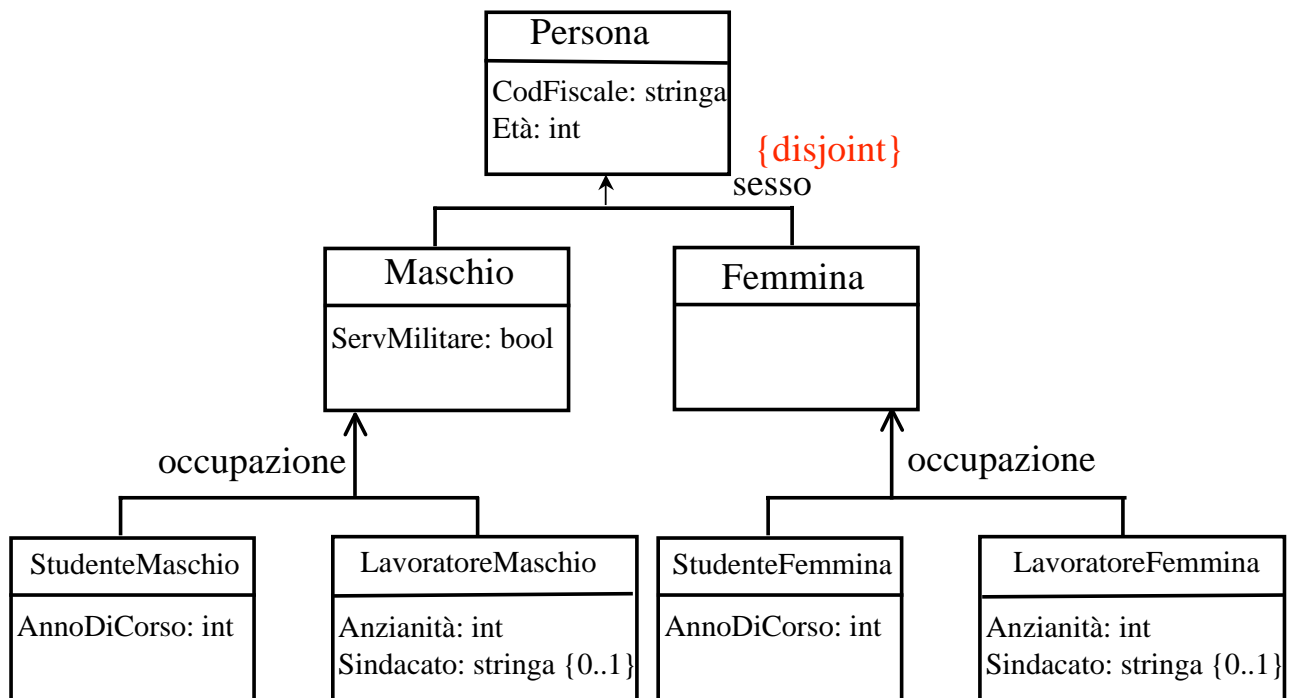 Persona
CodFiscale: stringa
Età: int
{disjoint}
sesso
Maschio
ServMilitare: bool
Femmina
occupazione
occupazione
StudenteMaschio
AnnoDiCorso: int
LavoratoreMaschio
Anzianità: int
Sindacato: stringa {0..1}
StudenteFemmina
AnnoDiCorso: int
LavoratoreFemmina
Anzianità: int
Sindacato: stringa {0..1}